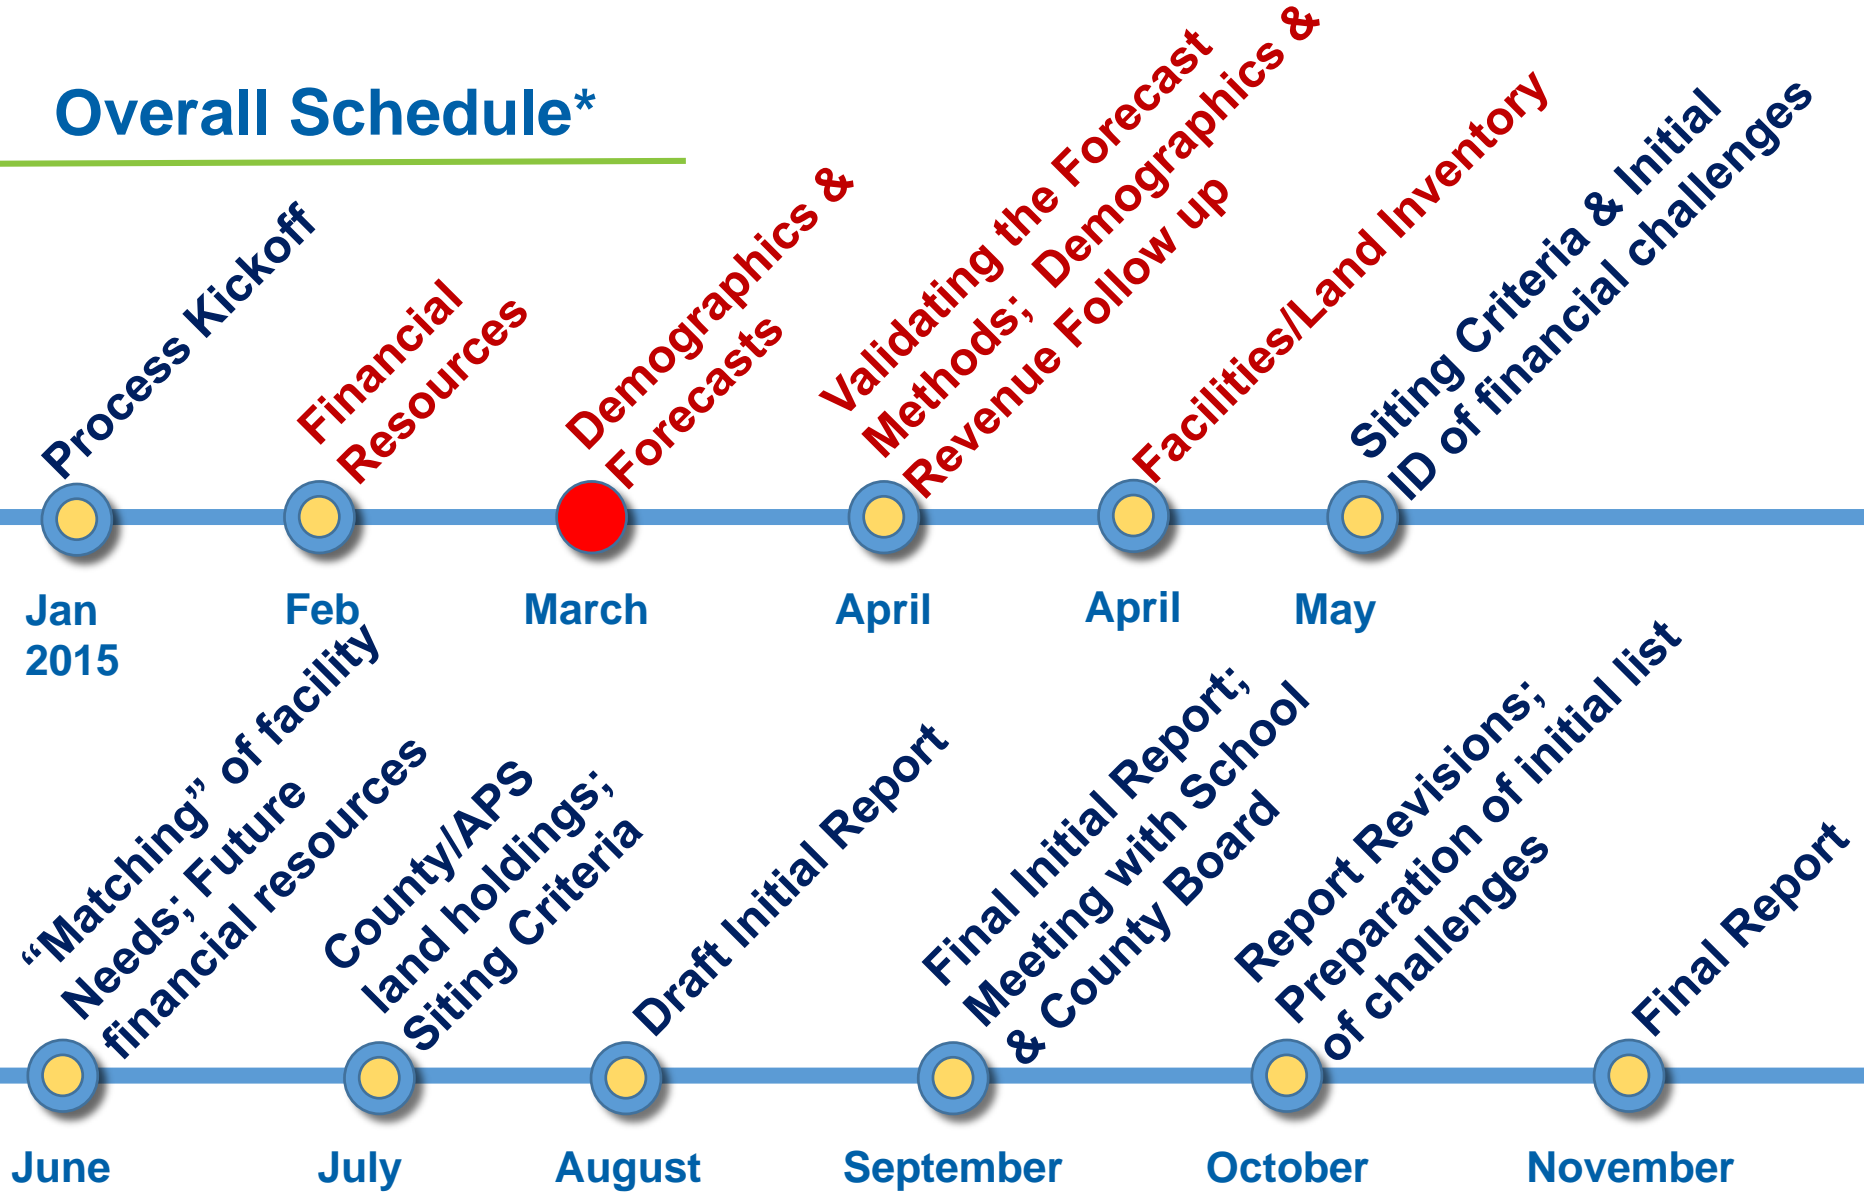 Overall Schedule*
Process Kickoff
Financial
Resources
Demographics &
Forecasts
Validating the Forecast
Methods; Demographics &
Revenue Follow up
Facilities/Land Inventory
Siting Criteria & Initial
ID of financial challenges
Jan
2015
Feb
March
April
April
May
“Matching” of facility
Needs; Future
financial resources
County/APS
land holdings;
Siting Criteria
Draft Initial Report
Final Initial Report;
Meeting with School
& County Board
Report Revisions;
Preparation of initial list
of challenges
Final Report
June
July
August
September
October
November